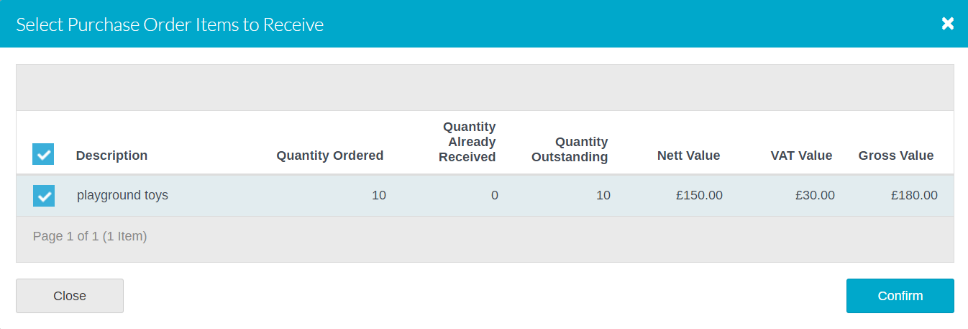 Select Purchase Order Items to Receive
Quantity
Already
Received
Quantity
Outstanding
Description Quantity Ordered Nett Value VAT Value Gross Value
playground toys 10 0 10 £150.00 £30.00 £180.00
Page 1 of 1 (1 Item)
Close Confirm